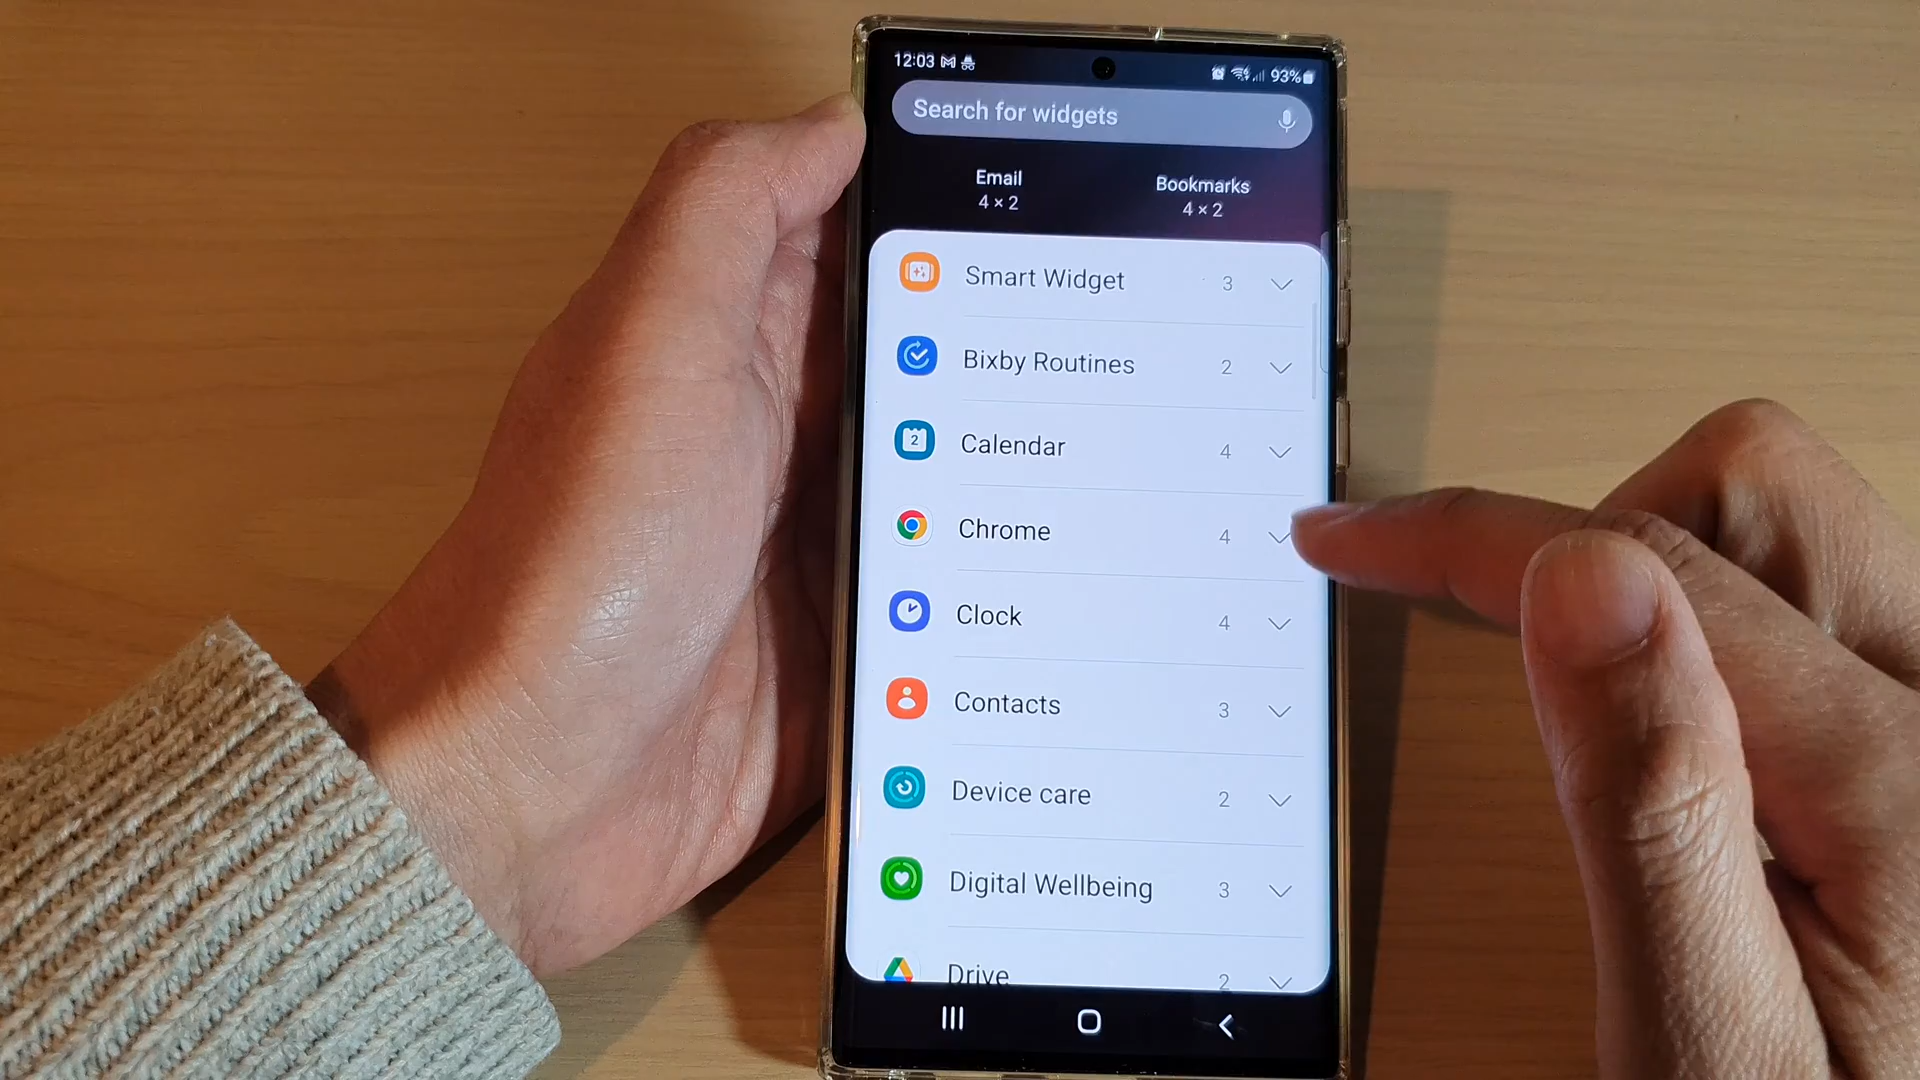 12:03
93%
Search for widgets
Email
4 × 2
Bookmarks
4 × 2
Smart Widget 3
Bixby Routines 2
2
Calendar 4
Chrome 4
Clock 4
Contacts 3
Device care 2
Digital Wellbeing 3
Drive 2